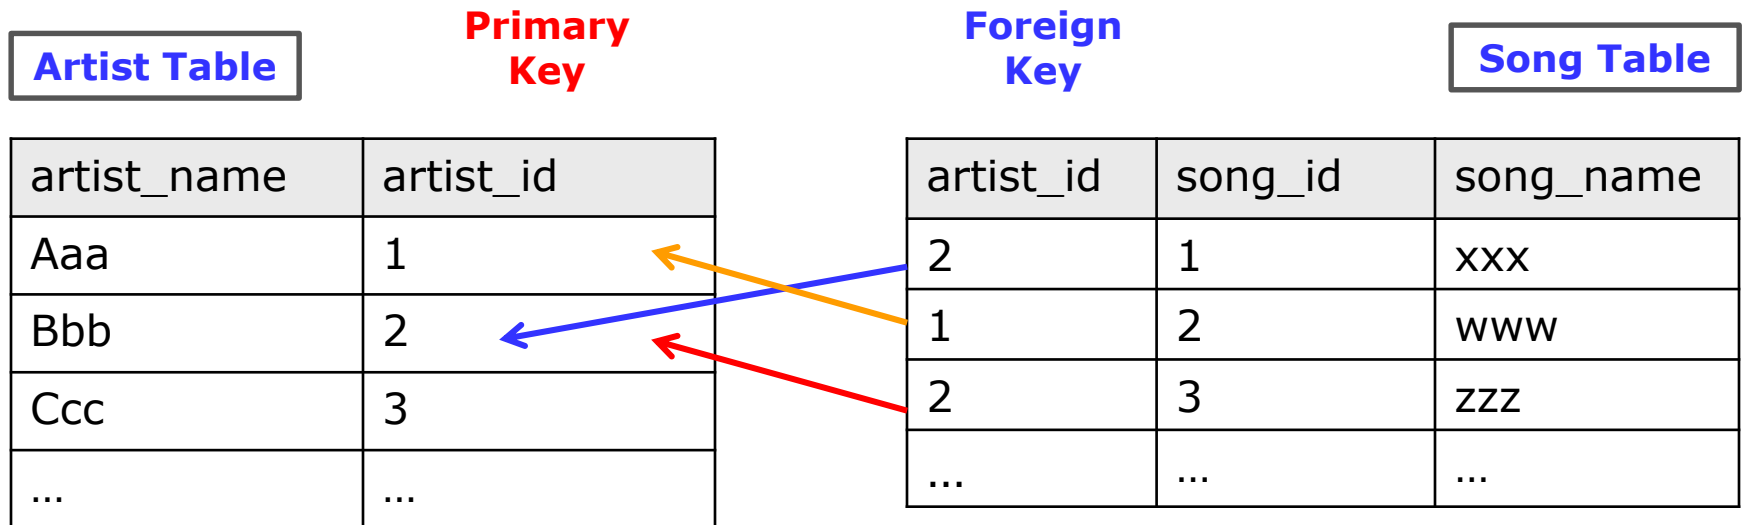 Artist Table
Primary
Key
Foreign
Key
Song Table
artist_name artist_id
Aaa 1
Bbb 2
Ccc 3
... ...
artist_id song_id song_name
2 1 xxx
1 2 www
2 3 zzz
... ... ...